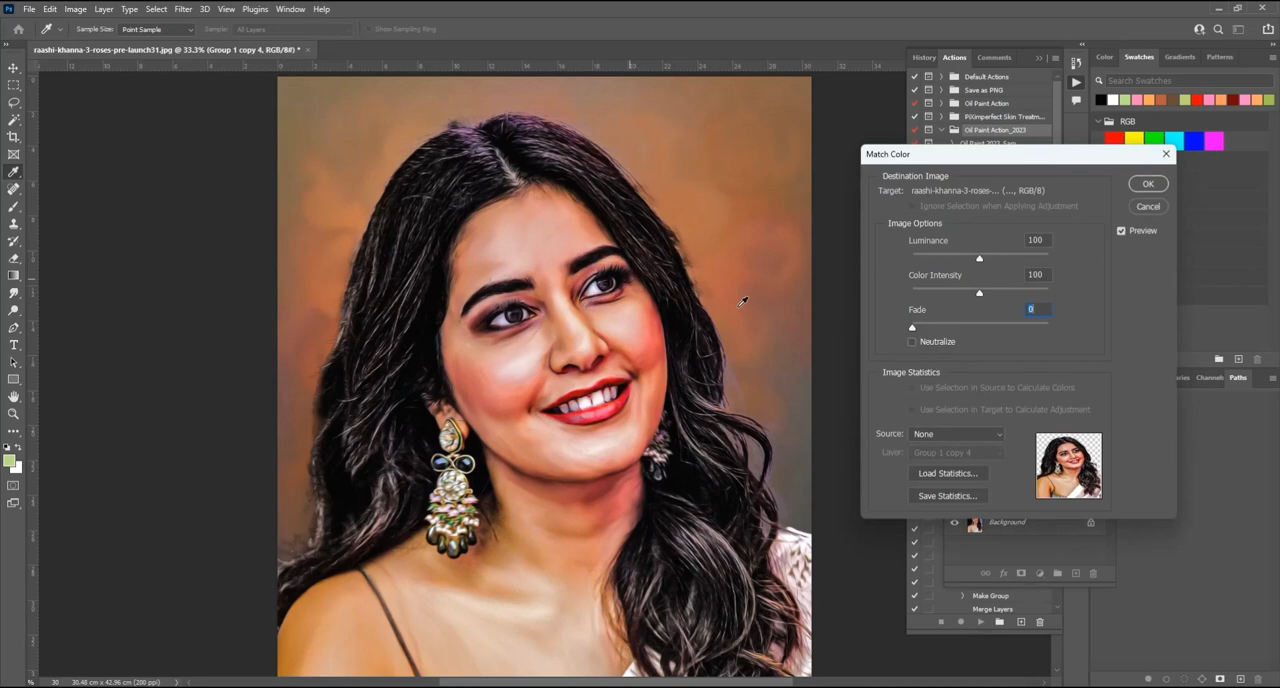 Ps File Edit Image Layer Type Select Filter 3D View Plugins Window Help
Sample Size: Point Sample Sample: All Layers Show Sampling Ring
raashi-khanna-3-roses-pre-launch31.jpg @ 33.3% (Group 1 copy 4, RGB/8#) *
History Actions Comments
Color Swatches Gradients Patterns
Default Actions
Search Swatches
Save as PNG
Oil Paint Action
PiXimperfect Skin Treatm...
RGB
Oil Paint Action_2023
Match Color
Destination Image
OK
Target: raashi-khanna-3-roses-... (..., RGB/8)
Ignore Selection when Applying Adjustment
Cancel
Image Options
Preview
Luminance 100
Color Intensity 100
Fade 0
Neutralize
Image Statistics
Channels Paths
Use Selection in Source to Calculate Colors
Use Selection in Target to Calculate Adjustment
Source: None
Layer: Group 1 copy 4
Load Statistics...
Save Statistics...
Background
Make Group
Merge Layers
30 30.48 cm x 42.96 cm (200 ppi)